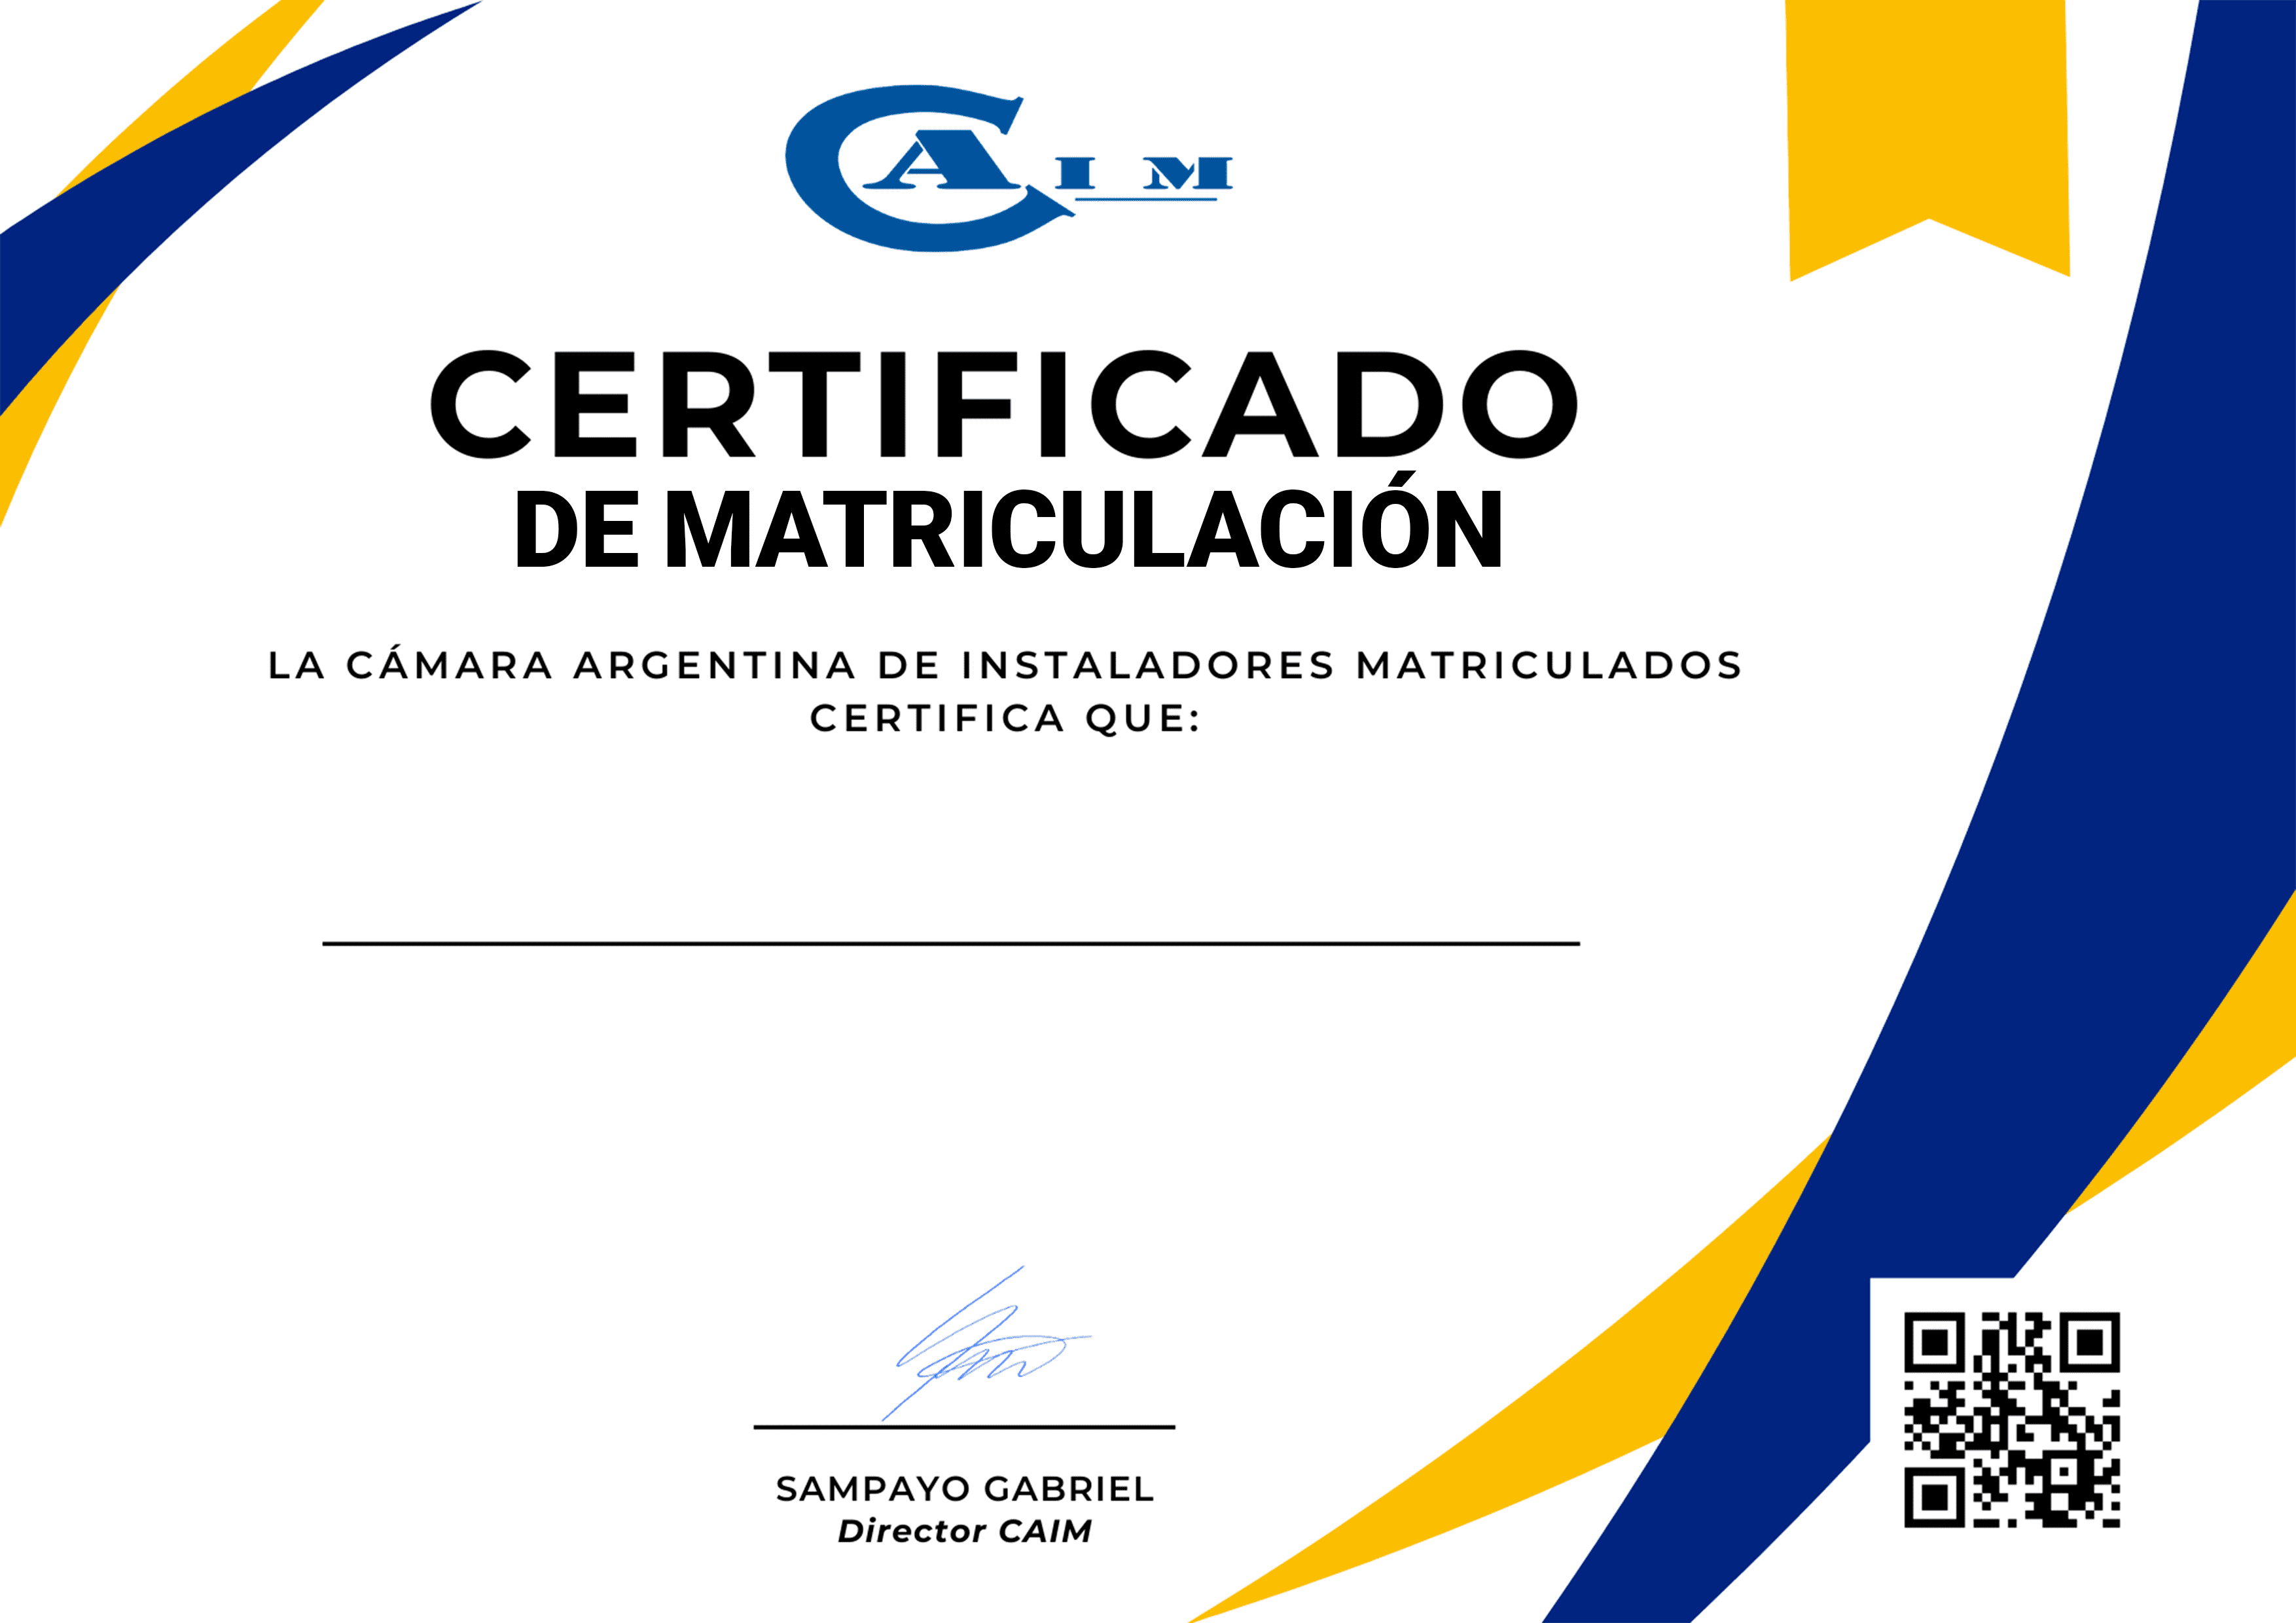 CAIM
CERTIFICADO
DE MATRICULACIÓN
LA CÁMARA ARGENTINA DE INSTALADORES MATRICULADOS
CERTIFICA QUE:
SAMPAYO GABRIEL
Director CAIM